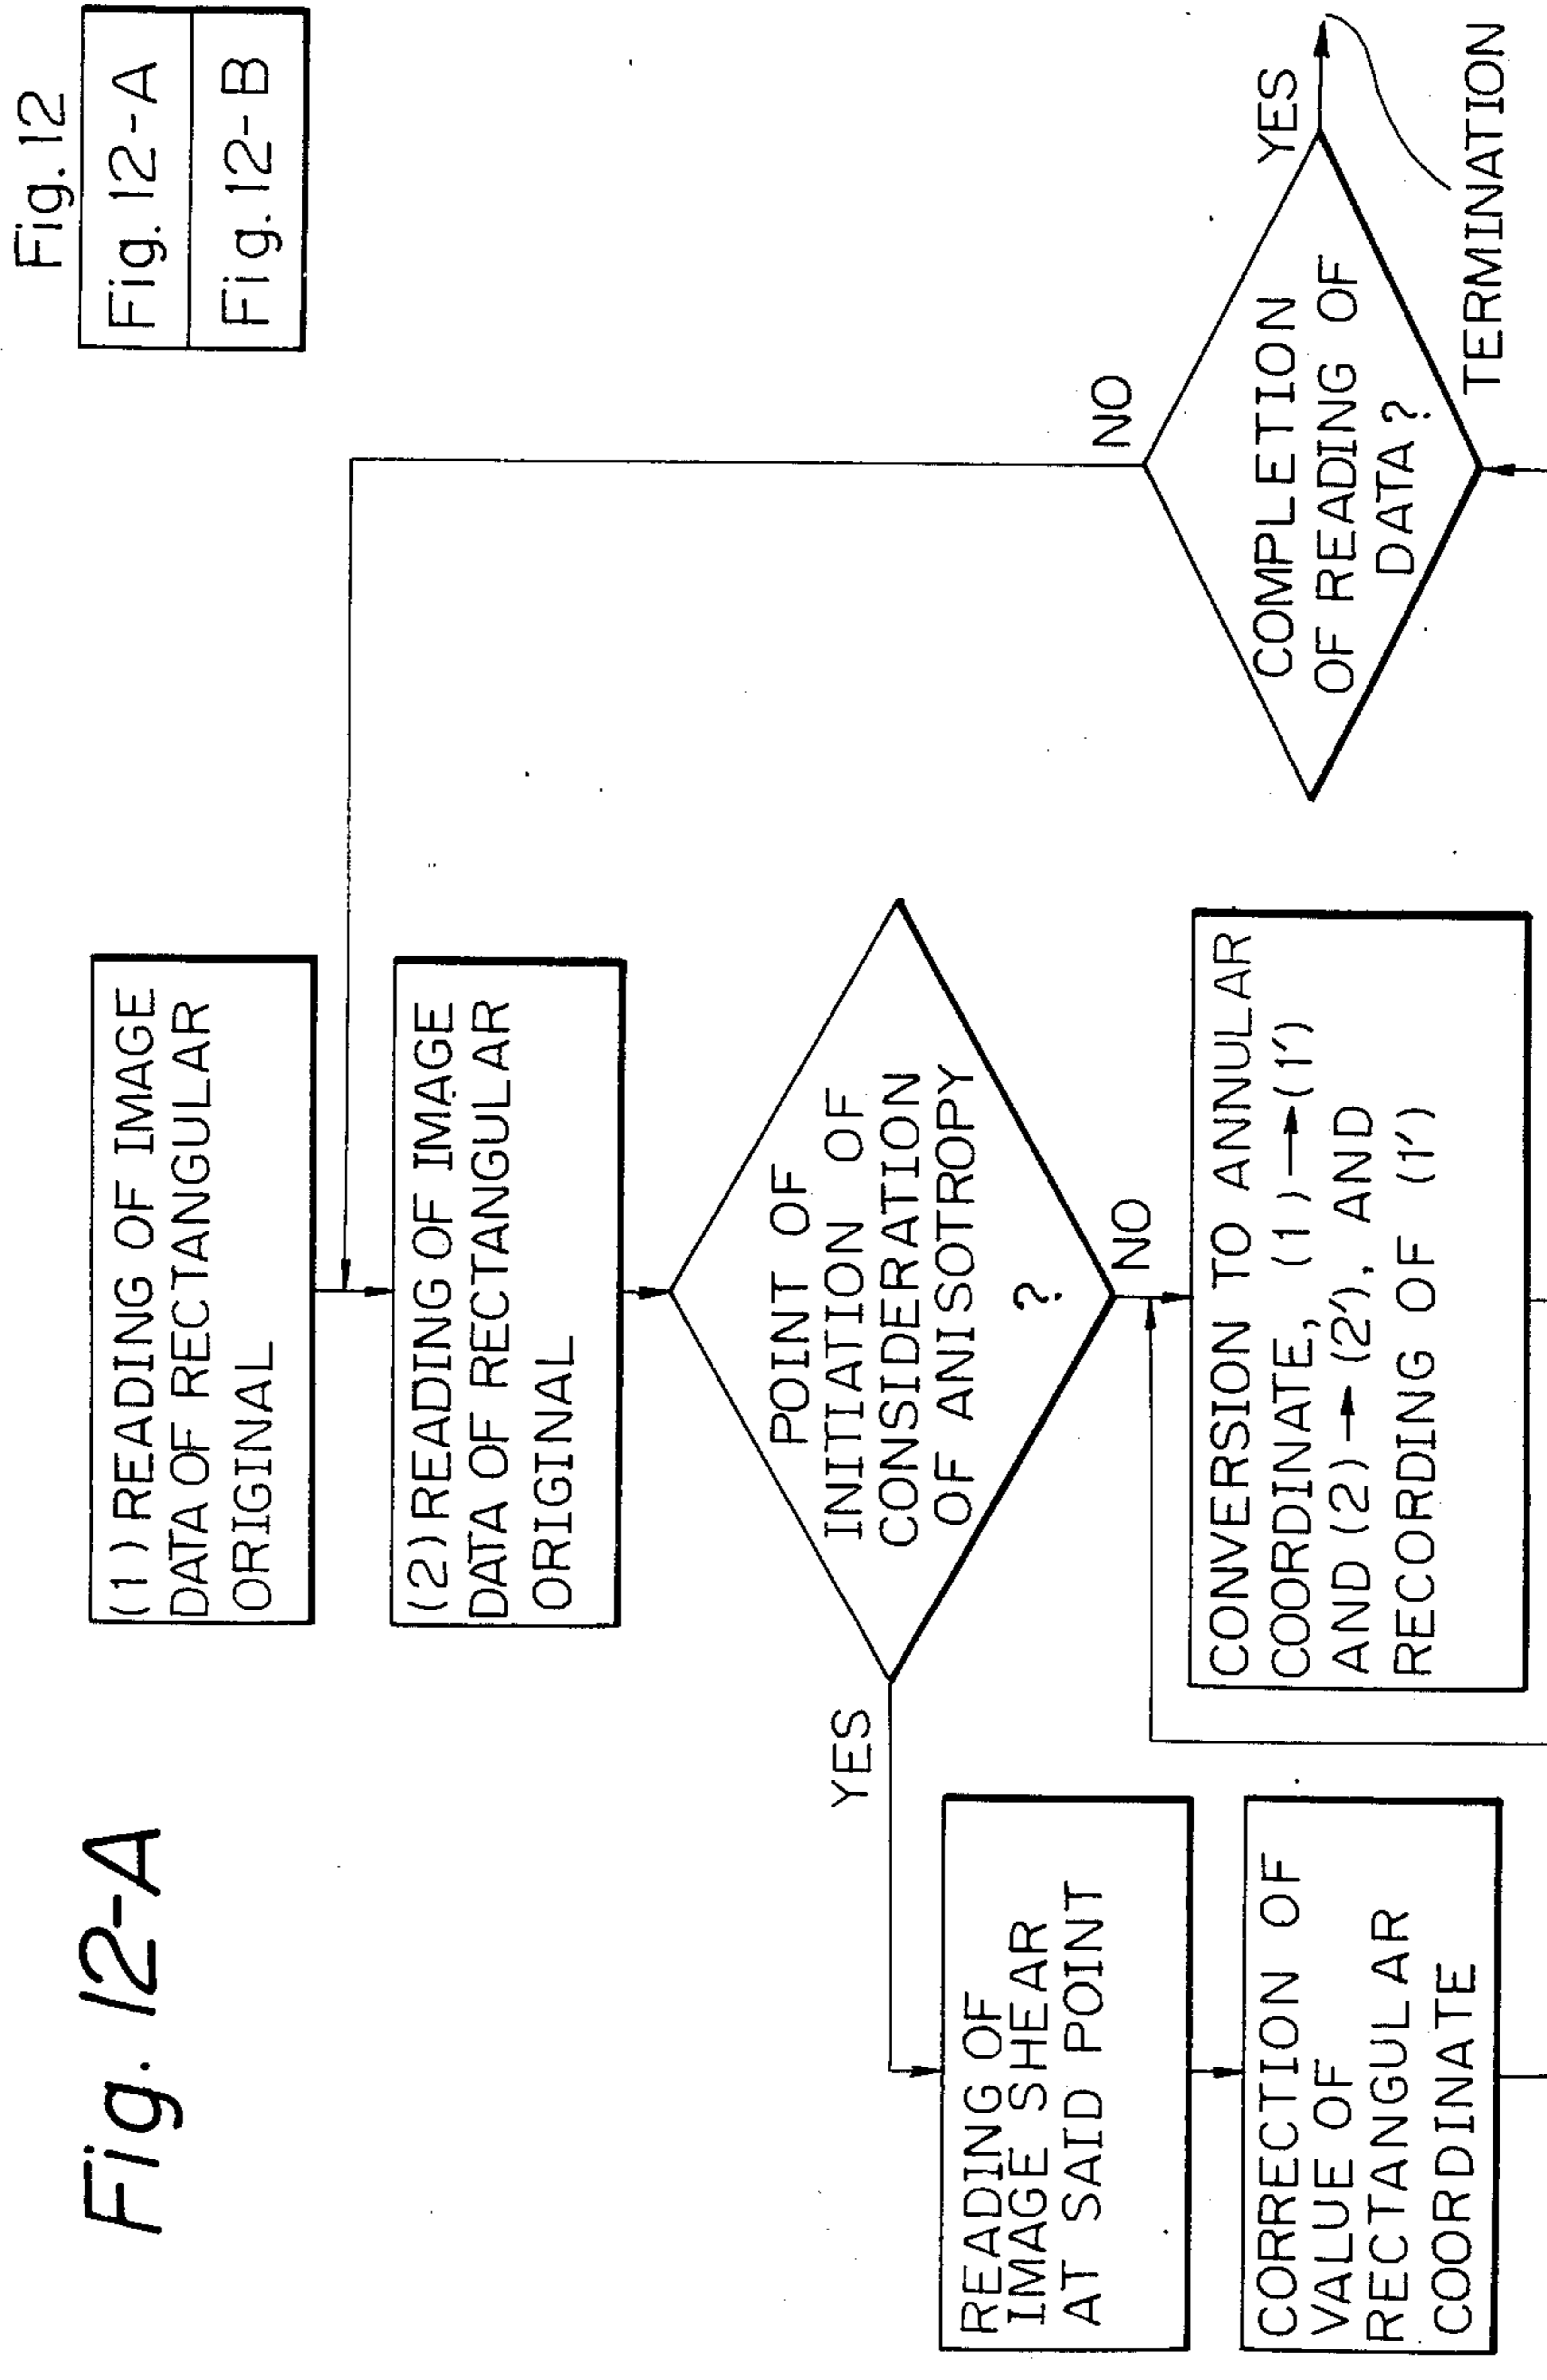 Fig. 12-A
Fig. 12
Fig. 12-A
Fig. 12-B
(1) READING OF IMAGE
DATA OF RECTANGULAR
ORIGINAL
(2) READING OF IMAGE
DATA OF RECTANGULAR
ORIGINAL
POINT OF
INITIATION OF
CONSIDERATION
OF ANISOTROPY
?
YES
NO
READING OF
IMAGE SHEAR
AT SAID POINT
CORRECTION OF
VALUE OF
RECTANGULAR
COORDINATE
CONVERSION TO ANNULAR
COORDINATE, (1)→(1')
AND (2)→(2'), AND
RECORDING OF (1')
NO
COMPLETION
OF READING OF
DATA?
YES
TERMINATION